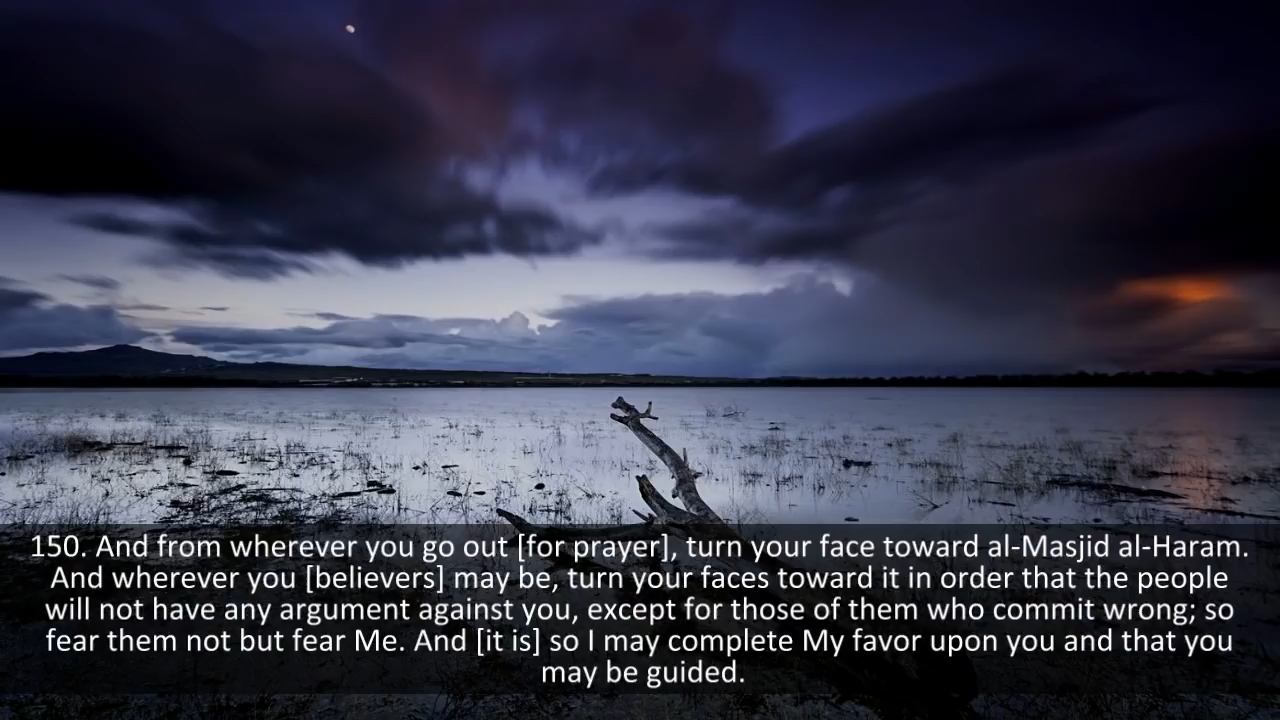 150. And from wherever you go out [for prayer], turn your face toward al-Masjid al-Haram.
And wherever you [believers] may be, turn your faces toward it in order that the people
will not have any argument against you, except for those of them who commit wrong; so
fear them not but fear Me. And [it is] so I may complete My favor upon you and that you
may be guided.